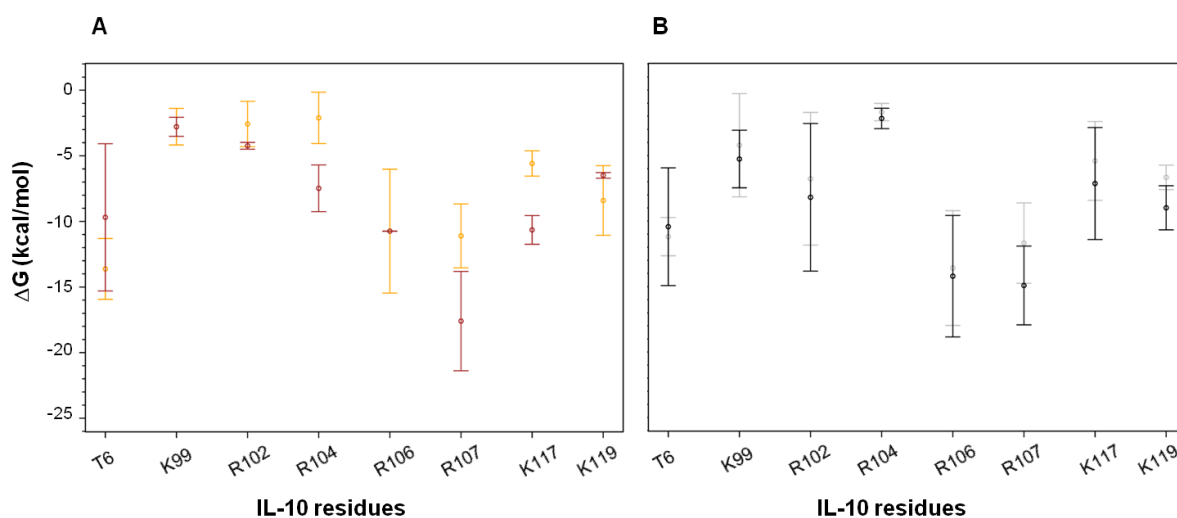 A B
ΔG (kcal/mol)
0
-5
-10
-15
-20
-25
T6 K99 R102 R104 R106 R107 K117 K119
T6 K99 R102 R104 R106 R107 K117 K119
IL-10 residues IL-10 residues